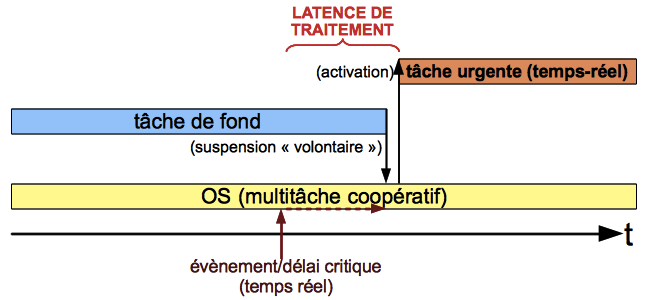 LATENCE DE
TRAITEMENT
(activation)
tâche urgente (temps-réel)
tâche de fond
(suspension « volontaire »)
OS (multitâche coopératif)
t
évènement/délai critique
(temps réel)